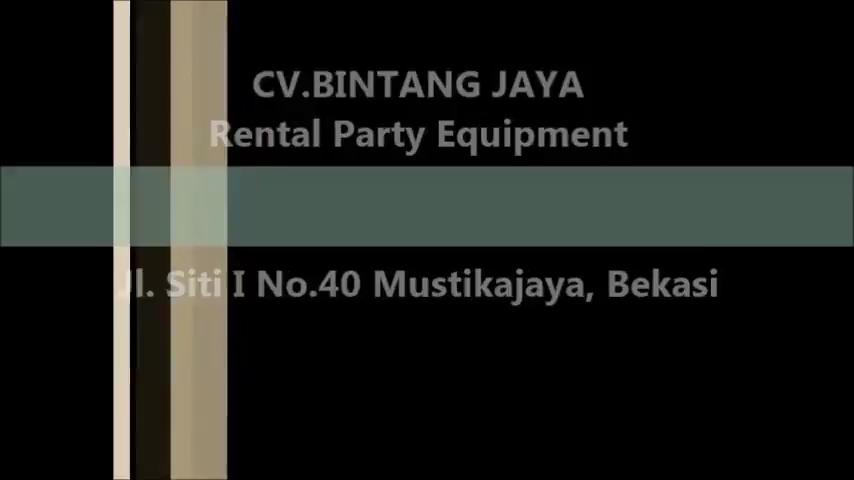 CV.BINTANG JAYA
Rental Party Equipment
Jl. Siti I No.40 Mustikajaya, Bekasi